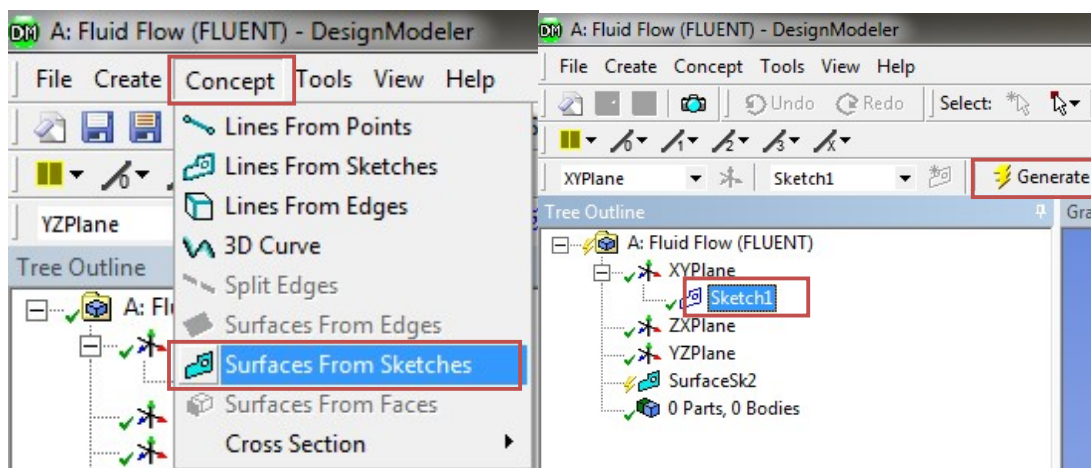 DM A: Fluid Flow (FLUENT) - DesignModeler
File Create Concept Tools View Help
Lines From Points
Lines From Sketches
Lines From Edges
3D Curve
Split Edges
Surfaces From Edges
Surfaces From Sketches
Surfaces From Faces
Cross Section
YZPlane
Tree Outline
A: Fl
DM A: Fluid Flow (FLUENT) - DesignModeler
File Create Concept Tools View Help
Undo Redo Select:
XYPlane Sketch1 Generate
Tree Outline Gra
A: Fluid Flow (FLUENT)
XYPlane
Sketch1
ZXPlane
YZPlane
SurfaceSk2
0 Parts, 0 Bodies